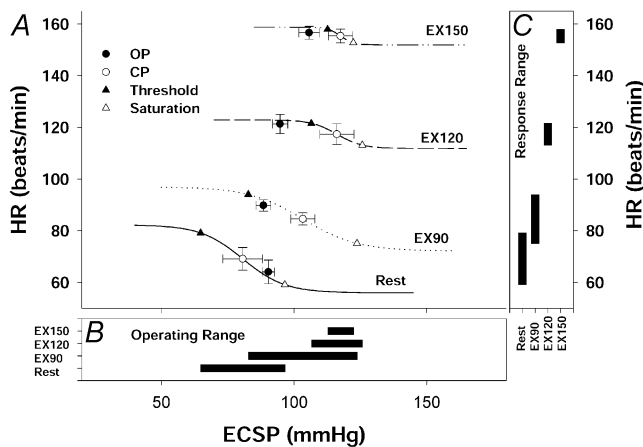 A
C
160
140
120
100
80
60
HR (beats/min)
OP
CP
Threshold
Saturation
EX150
EX120
EX90
Rest
Response Range
160
140
120
100
80
60
HR (beats/min)
Rest
EX90
EX120
EX150
B
Operating Range
EX150
EX120
EX90
Rest
50
100
150
ECSP (mmHg)